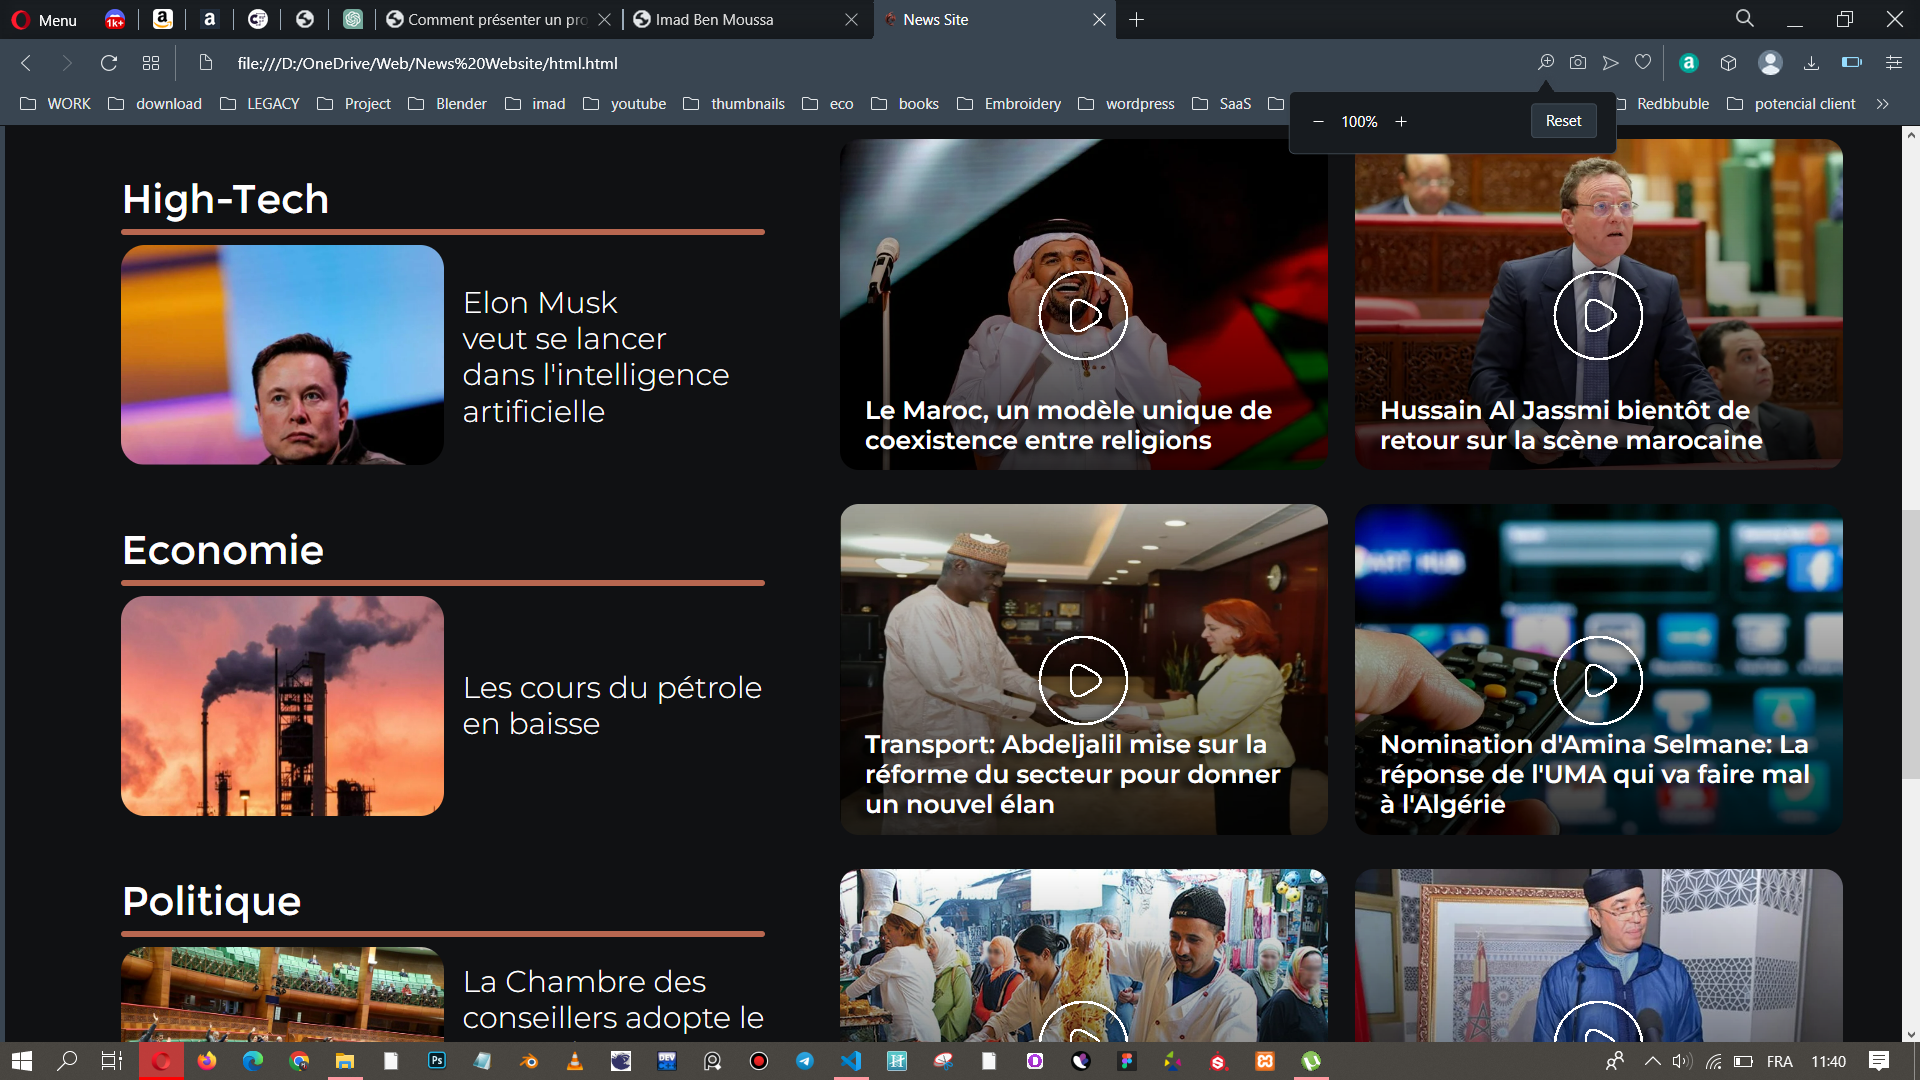 Menu
1k+
Comment présenter un pro
Imad Ben Moussa
News Site
file:///D:/OneDrive/Web/News%20Website/html.html
WORK
download
LEGACY
Project
Blender
imad
youtube
thumbnails
eco
books
Embroidery
wordpress
SaaS
Redbbuble
potencial client
100%
Reset
High-Tech
Elon Musk
veut se lancer
dans l'intelligence
artificielle
Le Maroc, un modèle unique de
coexistence entre religions
Hussain Al Jassmi bientôt de
retour sur la scène marocaine
Economie
Les cours du pétrole
en baisse
Transport: Abdeljalil mise sur la
réforme du secteur pour donner
un nouvel élan
Nomination d'Amina Selmane: La
réponse de l'UMA qui va faire mal
à l'Algérie
Politique
La Chambre des
conseillers adopte le
FRA
11:40